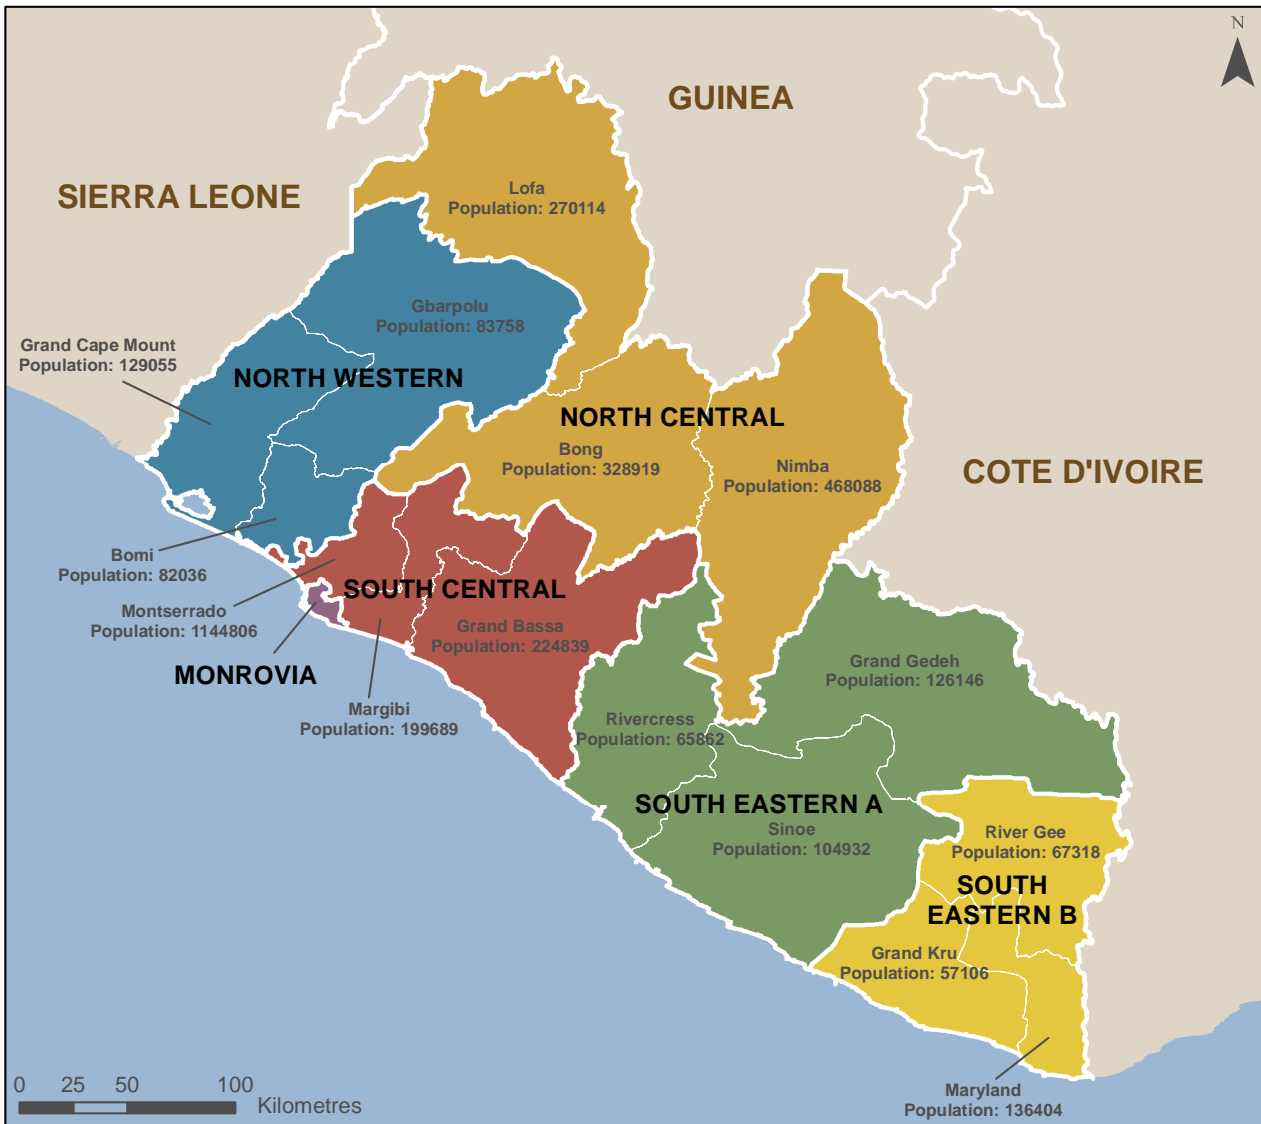 N
GUINEA
SIERRA LEONE
Lofa
Population: 270114
Gbarpolu
Population: 83758
Grand Cape Mount
Population: 129055
NORTH WESTERN
NORTH CENTRAL
Bong
Population: 328919
Nimba
Population: 468088
COTE D'IVOIRE
Bomi
Population: 82036
Montserrado
Population: 1144806
SOUTH CENTRAL
Grand Bassa
Population: 224839
MONROVIA
Margibi
Population: 199689
Grand Gedeh
Population: 126146
Rivercress
Population: 65862
SOUTH EASTERN A
Sinoe
Population: 104932
River Gee
Population: 67318
SOUTH
EASTERN B
Grand Kru
Population: 57106
Maryland
Population: 136404
0 25 50 100
Kilometres